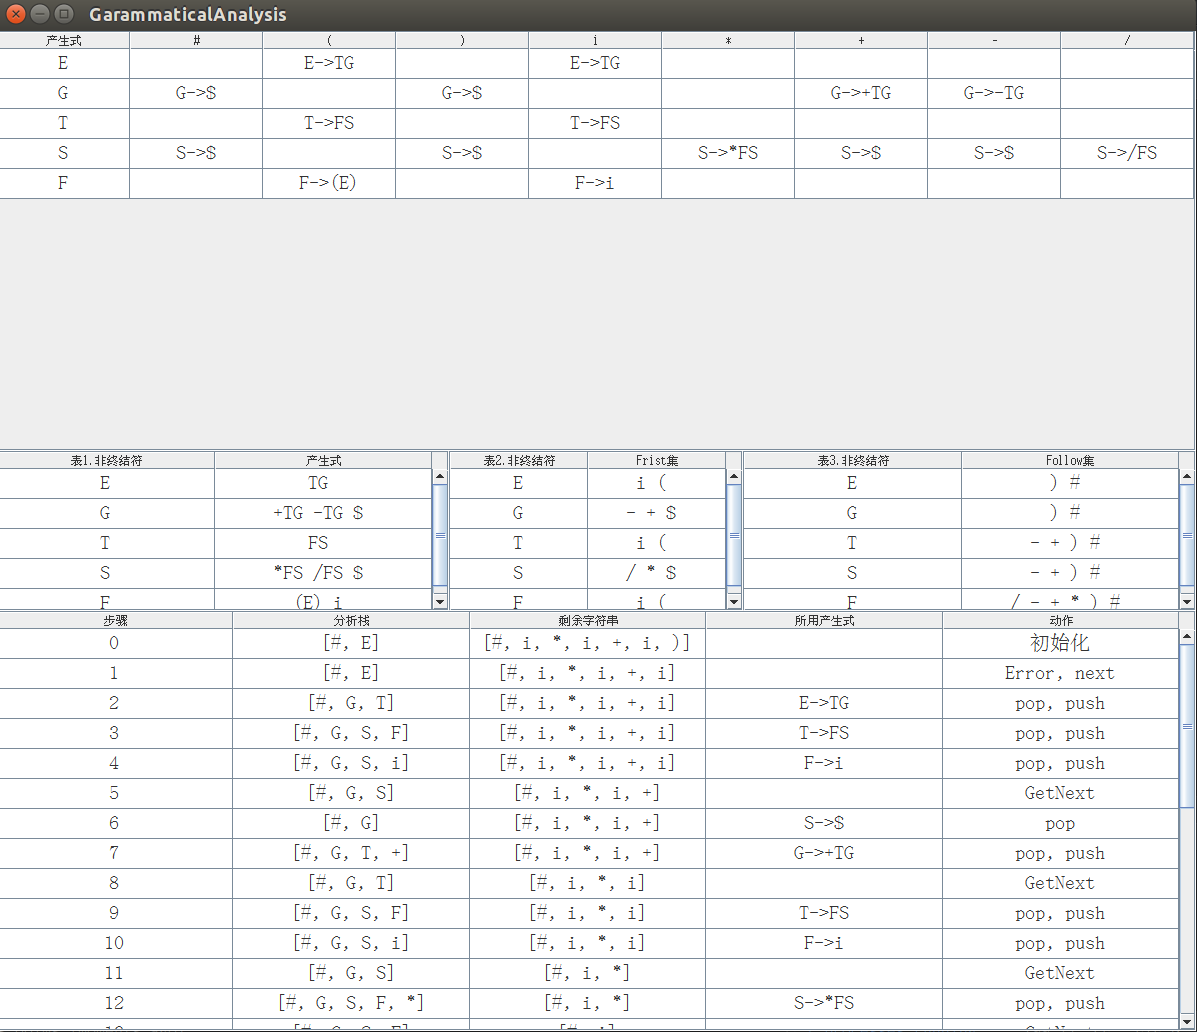 GarammaticalAnalysis
产生式 # ( ) i * + - /
E E->TG E->TG
G G->$ G->$ G->+TG G->-TG
T T->FS T->FS
S S->$ S->$ S->*FS S->$ S->$ S->/FS
F F->(E) F->i
表1.非终结符 产生式 表2.非终结符 Frist集 表3.非终结符 Follow集
E TG E i ( E ) #
G +TG -TG $ G - + $ G ) #
T FS T i ( T - + ) #
S *FS /FS $ S / * $ S - + ) #
F (E) i F i ( F / - + * ) #
步骤 分析栈 剩余字符串 所用产生式 动作
0 [#, E] [#, i, *, i, +, i, )] 初始化
1 [#, E] [#, i, *, i, +, i] Error, next
2 [#, G, T] [#, i, *, i, +, i] E->TG pop, push
3 [#, G, S, F] [#, i, *, i, +, i] T->FS pop, push
4 [#, G, S, i] [#, i, *, i, +, i] F->i pop, push
5 [#, G, S] [#, i, *, i, +] GetNext
6 [#, G] [#, i, *, i, +] S->$ pop
7 [#, G, T, +] [#, i, *, i, +] G->+TG pop, push
8 [#, G, T] [#, i, *, i] GetNext
9 [#, G, S, F] [#, i, *, i] T->FS pop, push
10 [#, G, S, i] [#, i, *, i] F->i pop, push
11 [#, G, S] [#, i, *] GetNext
12 [#, G, S, F, *] [#, i, *] S->*FS pop, push